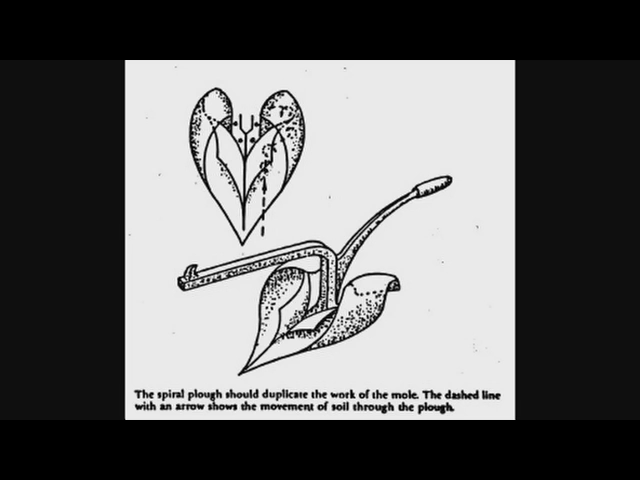 The spiral plough should duplicate the work of the mole. The dashed line
with an arrow shows the movement of soil through the plough.